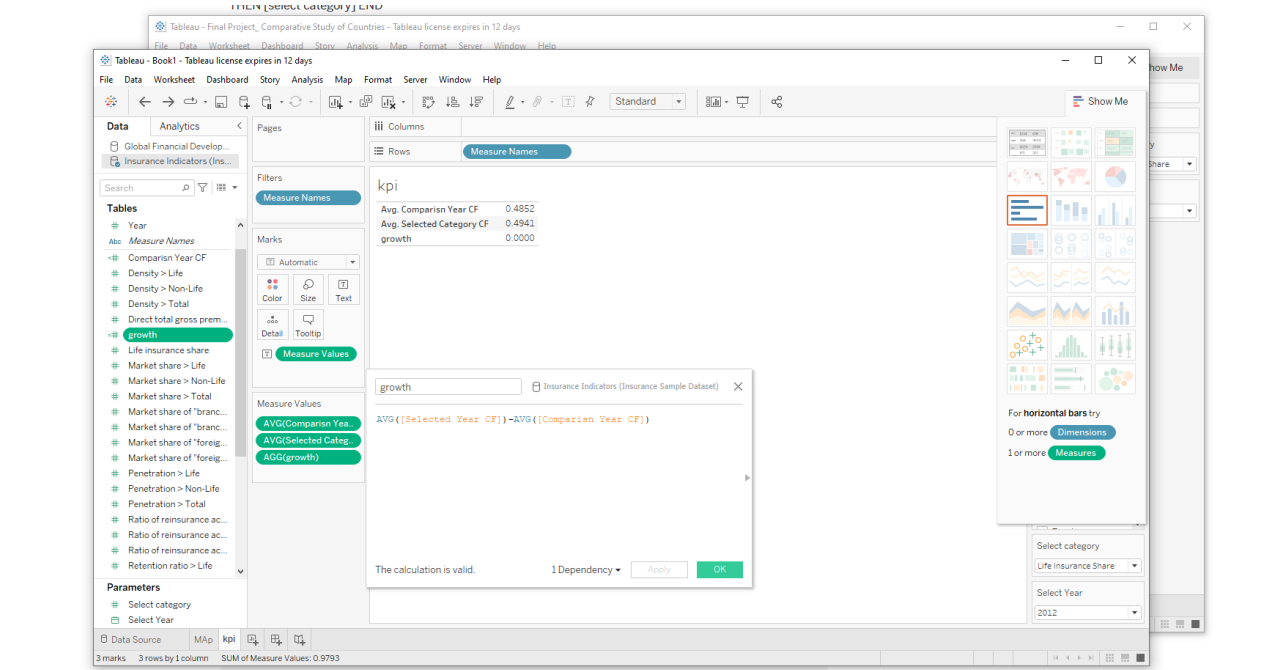 THEN [select category] END
Tableau - Final Project_ Comparative Study of Countries - Tableau license expires in 12 days
File Data Worksheet Dashboard Story Analysis Map Format Server Window Help
Tableau - Book1 - Tableau license expires in 12 days
File Data Worksheet Dashboard Story Analysis Map Format Server Window Help
how Me
Standard
Show Me
Data
Analytics
Pages
Columns
Rows
Measure Names
Global Financial Develop...
Insurance Indicators (Ins...
Search
Tables
Year
Abc Measure Names
Comparisn Year CF
Density > Life
Density > Non-Life
Density > Total
Direct total gross prem...
growth
Life insurance share
Market share > Life
Market share > Non-Life
Market share > Total
Market share of "branc...
Market share of "branc...
Market share of "foreig...
Market share of "foreig...
Penetration > Life
Penetration > Non-Life
Penetration > Total
Ratio of reinsurance ac...
Ratio of reinsurance ac...
Ratio of reinsurance ac...
Retention ratio > Life
Parameters
Select category
Select Year
Filters
Measure Names
Marks
Automatic
Color
Size
Text
Detail
Tooltip
Measure Values
Measure Values
AVG(Comparisn Yea..
AVG(Selected Categ..
AGG(growth)
kpi
Avg. Comparisn Year CF 0.4852
Avg. Selected Category CF 0.4941
growth 0.0000
growth
Insurance Indicators (Insurance Sample Dataset)
AVG([Selected Year CF])-AVG([Comparisn Year CF])
The calculation is valid.
1 Dependency
Apply
OK
For horizontal bars try
0 or more Dimensions
1 or more Measures
y
Share
Select category
Life Insurance Share
Select Year
2012
Data Source
MAp
kpi
3 marks 3 rows by 1 column SUM of Measure Values: 0.9793